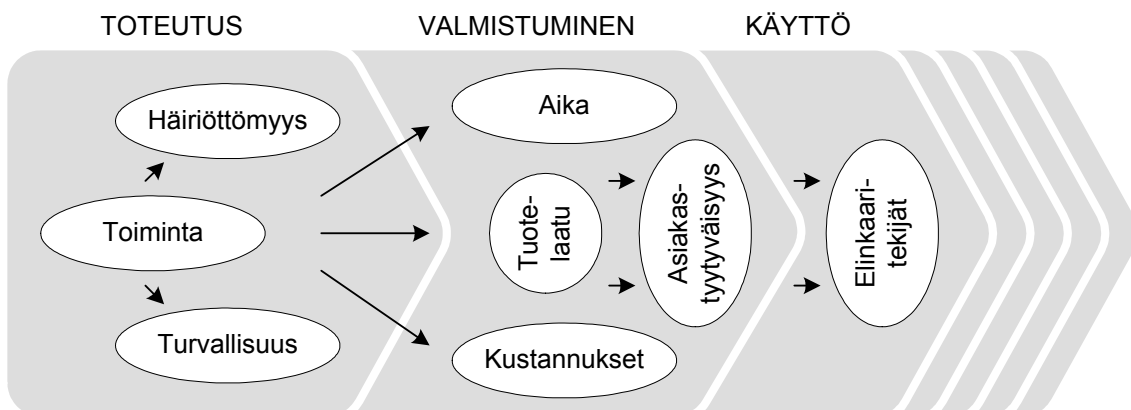 TOTEUTUS
VALMISTUMINEN
KÄYTTÖ
Häiriöttömyys
Toiminta
Turvallisuus
Aika
Tuote-
laatu
Asiakas-
tyytyväisyys
Kustannukset
Elinkaari-
tekijät